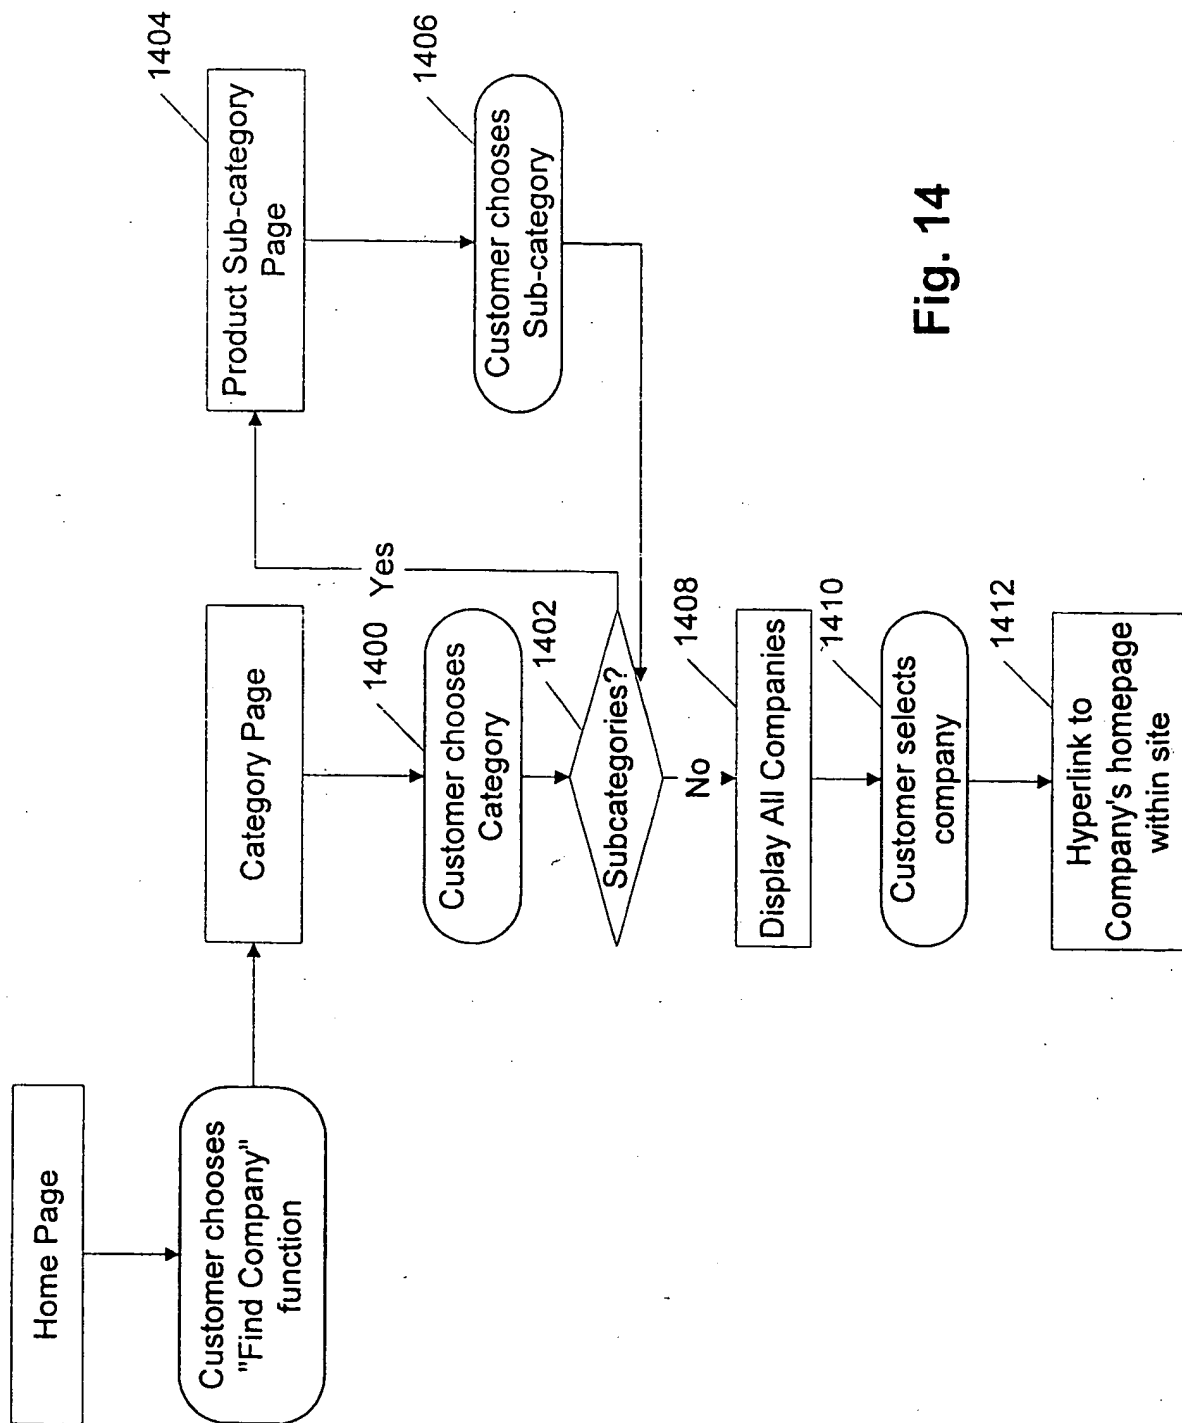 Home Page
Customer chooses
"Find Company"
function
Category Page
1400
Customer chooses
Category
1402
Subcategories?
Yes
No
1404
Product Sub-category
Page
1406
Customer chooses
Sub-category
1408
Display All Companies
1410
Customer selects
company
1412
Hyperlink to
Company's homepage
within site
Fig. 14